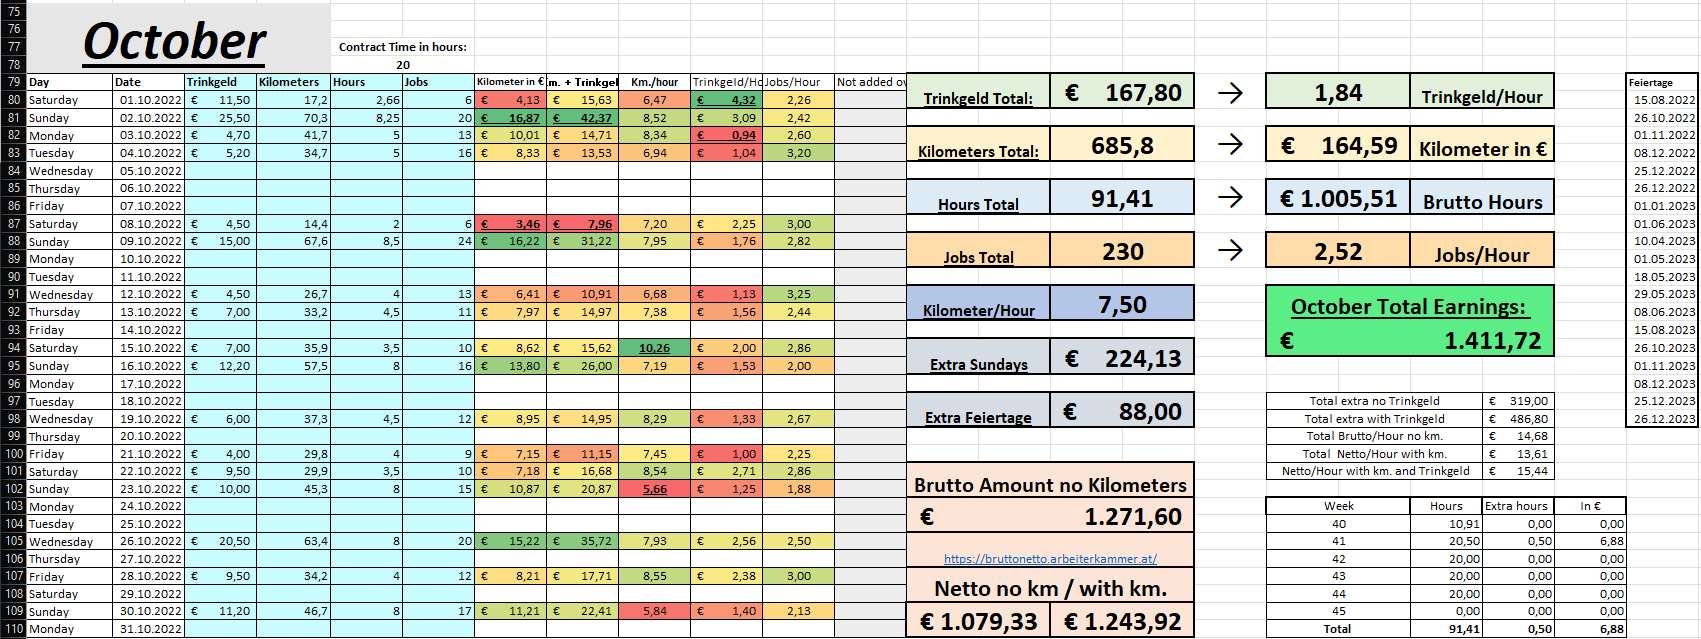 75
76
77 October Contract Time in hours:
78 20
79 Day Date Trinkgeld Kilometers Hours Jobs Kilometer in € m. + Trinkgel Km./hour Trinkgeld/Ho Jobs/Hour Not added ov
80 Saturday 01.10.2022 € 11,50 17,2 2,66 6 € 4,13 € 15,63 6,47 € 4,32 2,26
81 Sunday 02.10.2022 € 25,50 70,3 8,25 20 € 16,87 € 42,37 8,52 € 3,09 2,42
82 Monday 03.10.2022 € 4,70 41,7 5 13 € 10,01 € 14,71 8,34 € 0,94 2,60
83 Tuesday 04.10.2022 € 5,20 34,7 5 16 € 8,33 € 13,53 6,94 € 1,04 3,20
84 Wednesday 05.10.2022
85 Thursday 06.10.2022
86 Friday 07.10.2022
87 Saturday 08.10.2022 € 4,50 14,4 2 6 € 3,46 € 7,96 7,20 € 2,25 3,00
88 Sunday 09.10.2022 € 15,00 67,6 8,5 24 € 16,22 € 31,22 7,95 € 1,76 2,82
89 Monday 10.10.2022
90 Tuesday 11.10.2022
91 Wednesday 12.10.2022 € 4,50 26,7 4 13 € 6,41 € 10,91 6,68 € 1,13 3,25
92 Thursday 13.10.2022 € 7,00 33,2 4,5 11 € 7,97 € 14,97 7,38 € 1,56 2,44
93 Friday 14.10.2022
94 Saturday 15.10.2022 € 7,00 35,9 3,5 10 € 8,62 € 15,62 10,26 € 2,00 2,86
95 Sunday 16.10.2022 € 12,20 57,5 8 16 € 13,80 € 26,00 7,19 € 1,53 2,00
96 Monday 17.10.2022
97 Tuesday 18.10.2022
98 Wednesday 19.10.2022 € 6,00 37,3 4,5 12 € 8,95 € 14,95 8,29 € 1,33 2,67
99 Thursday 20.10.2022
100 Friday 21.10.2022 € 4,00 29,8 4 9 € 7,15 € 11,15 7,45 € 1,00 2,25
101 Saturday 22.10.2022 € 9,50 29,9 3,5 10 € 7,18 € 16,68 8,54 € 2,71 2,86
102 Sunday 23.10.2022 € 10,00 45,3 8 15 € 10,87 € 20,87 5,66 € 1,25 1,88
103 Monday 24.10.2022
104 Tuesday 25.10.2022
105 Wednesday 26.10.2022 € 20,50 63,4 8 20 € 15,22 € 35,72 7,93 € 2,56 2,50
106 Thursday 27.10.2022
107 Friday 28.10.2022 € 9,50 34,2 4 12 € 8,21 € 17,71 8,55 € 2,38 3,00
108 Saturday 29.10.2022
109 Sunday 30.10.2022 € 11,20 46,7 8 17 € 11,21 € 22,41 5,84 € 1,40 2,13
110 Monday 31.10.2022
Trinkgeld Total: € 167,80 → 1,84 Trinkgeld/Hour
Kilometers Total: 685,8 → € 164,59 Kilometer in €
Hours Total 91,41 → € 1.005,51 Brutto Hours
Jobs Total 230 → 2,52 Jobs/Hour
Kilometer/Hour 7,50
Extra Sundays € 224,13
Extra Feiertage € 88,00
Brutto Amount no Kilometers
€ 1.271,60
https://bruttonetto.arbeiterkammer.at/
Netto no km / with km.
€ 1.079,33 € 1.243,92
October Total Earnings:
€ 1.411,72
Total extra no Trinkgeld € 319,00
Total extra with Trinkgeld € 486,80
Total Brutto/Hour no km. € 14,68
Total Netto/Hour with km. € 13,61
Netto/Hour with km. and Trinkgeld € 15,44
Week Hours Extra hours In €
40 10,91 0,00 0,00
41 20,50 0,50 6,88
42 20,00 0,00 0,00
43 20,00 0,00 0,00
44 20,00 0,00 0,00
45 0,00 0,00 0,00
Total 91,41 0,50 6,88
Feiertage
15.08.2022
26.10.2022
01.11.2022
08.12.2022
25.12.2022
26.12.2022
01.01.2023
01.06.2023
10.04.2023
01.05.2023
18.05.2023
29.05.2023
08.06.2023
15.08.2023
26.10.2023
01.11.2023
08.12.2023
25.12.2023
26.12.2023